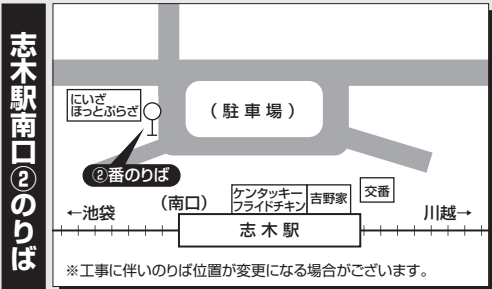 志木駅南口②のりば
にいざ
ほっとぷらざ
(駐車場)
②番のりば
(南口)
ケンタッキー
フライドチキン
吉野家
交番
←池袋
川越→
志木駅
※工事に伴いのりば位置が変更になる場合がございます。